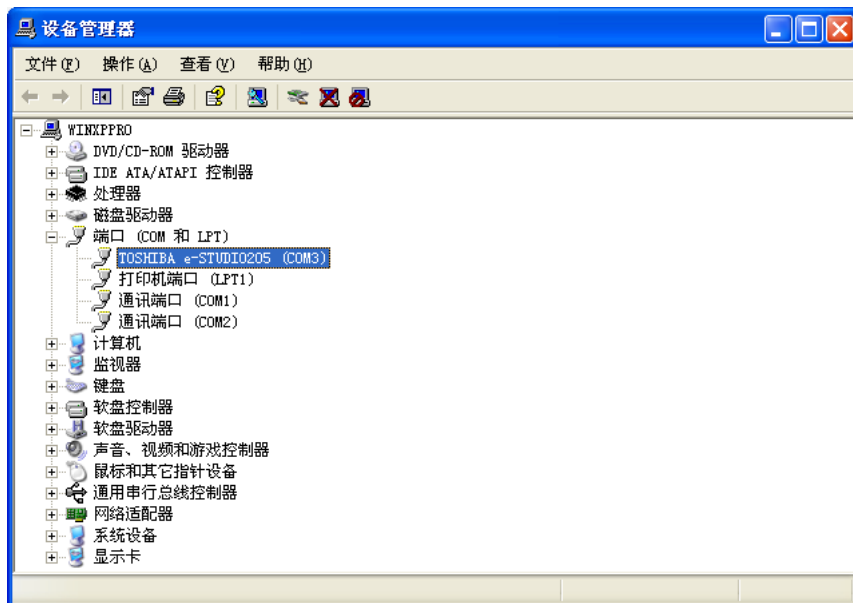 设备管理器
文件(F) 操作(A) 查看(V) 帮助(H)
WINXPPRO
DVD/CD-ROM 驱动器
IDE ATA/ATAPI 控制器
处理器
磁盘驱动器
端口 (COM 和 LPT)
TOSHIBA e-STUDIO205 (COM3)
打印机端口 (LPT1)
通讯端口 (COM1)
通讯端口 (COM2)
计算机
监视器
键盘
软盘控制器
软盘驱动器
声音、视频和游戏控制器
鼠标和其它指针设备
通用串行总线控制器
网络适配器
系统设备
显示卡